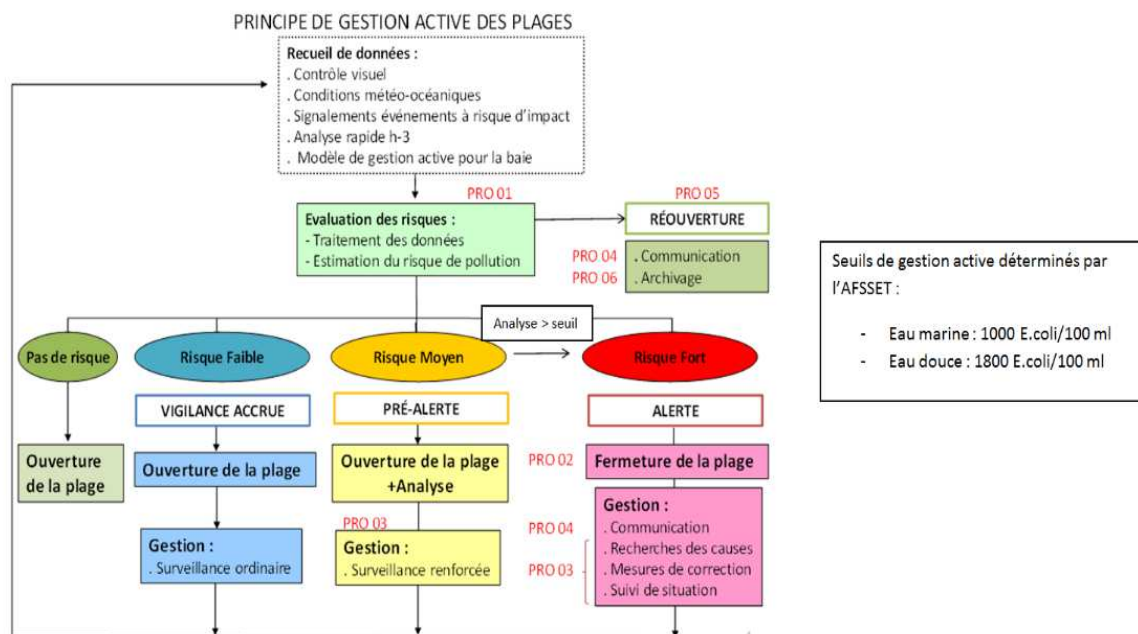 PRINCIPE DE GESTION ACTIVE DES PLAGES
Recueil de données :
. Contrôle visuel
. Conditions météo-océaniques
. Signalements événements à risque d'impact
. Analyse rapide h-3
. Modèle de gestion active pour la baie
PRO 01
PRO 05
Evaluation des risques :
- Traitement des données
- Estimation du risque de pollution
RÉOUVERTURE
PRO 04
. Communication
PRO 06
. Archivage
Seuils de gestion active déterminés par
l'AFSSET :
- Eau marine : 1000 E.coli/100 ml
- Eau douce : 1800 E.coli/100 ml
Analyse > seuil
Pas de risque
Risque Faible
Risque Moyen
Risque Fort
VIGILANCE ACCRUE
PRÉ-ALERTE
ALERTE
Ouverture
de la plage
Ouverture de la plage
Ouverture de la plage
+Analyse
PRO 02
Fermeture de la plage
Gestion :
. Surveillance ordinaire
PRO 03
Gestion :
. Surveillance renforcée
Gestion :
PRO 04
. Communication
. Recherches des causes
PRO 03
. Mesures de correction
. Suivi de situation